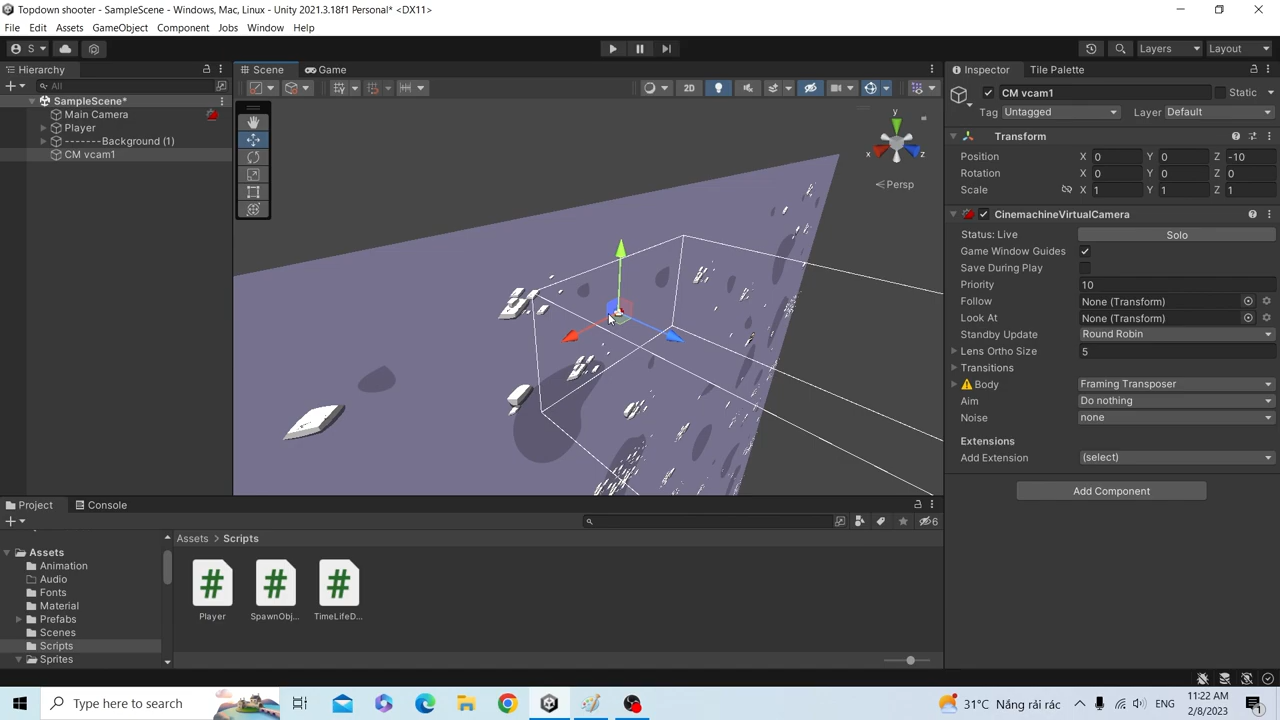 Topdown shooter - SampleScene - Windows, Mac, Linux - Unity 2021.3.18f1 Personal* <DX11>
File Edit Assets GameObject Component Jobs Window Help
S Layers Layout
Hierarchy Scene Game Inspector Tile Palette
All 2D
SampleScene*
Main Camera
Player
-------Background (1)
CM vcam1
y
x z
Persp
CM vcam1 Static
Tag Untagged Layer Default
Transform
Position X 0 Y 0 Z -10
Rotation X 0 Y 0 Z 0
Scale X 1 Y 1 Z 1
CinemachineVirtualCamera
Status: Live Solo
Game Window Guides
Save During Play
Priority 10
Follow None (Transform)
Look At None (Transform)
Standby Update Round Robin
Lens Ortho Size 5
Transitions
Body Framing Transposer
Aim Do nothing
Noise none
Extensions
Add Extension (select)
Add Component
Project Console
6
Assets
Animation
Audio
Fonts
Material
Prefabs
Scenes
Scripts
Sprites
Assets > Scripts
# # #
Player SpawnObj... TimeLifeD...
Type here to search
31°C Nắng rải rác ENG 11:22 AM
2/8/2023 1